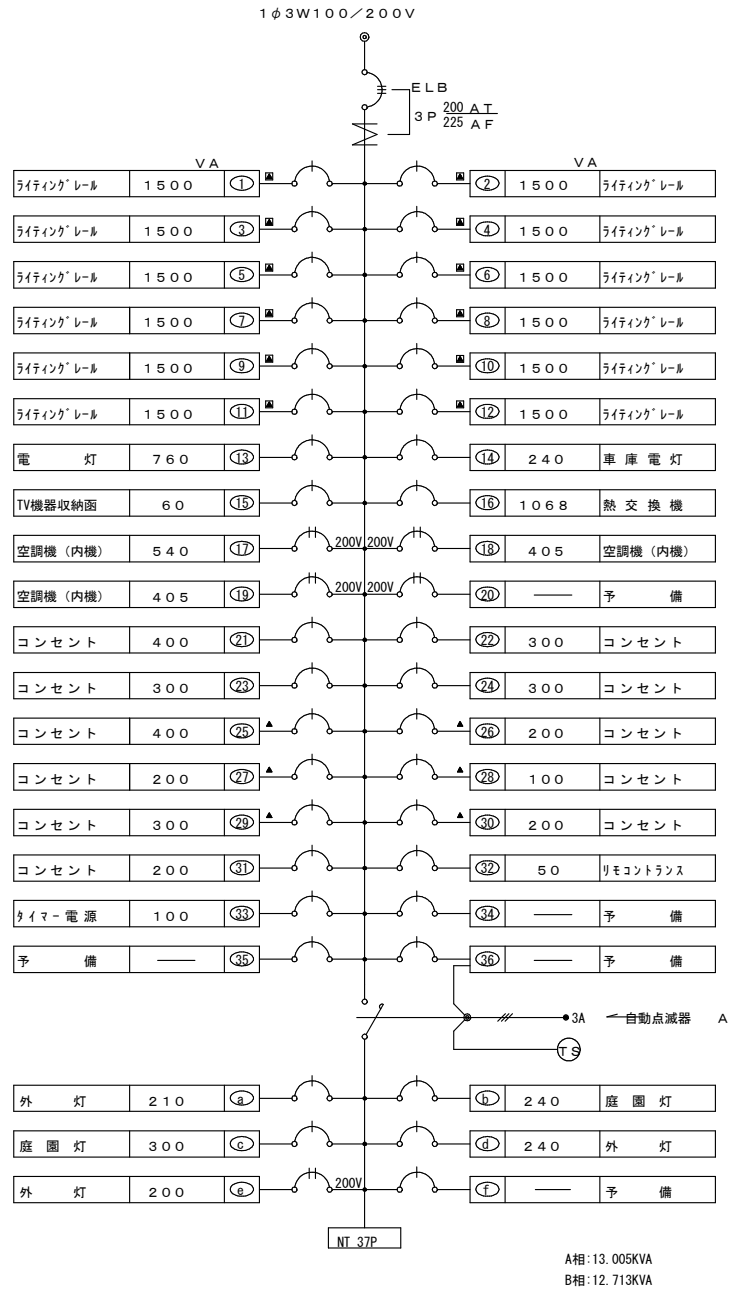 1φ3W100／200V
ELB
3P 200 AT
225 AF
VA VA
ﾗｲﾃｨﾝｸﾞﾚｰﾙ 1500 ① ② 1500 ﾗｲﾃｨﾝｸﾞﾚｰﾙ
ﾗｲﾃｨﾝｸﾞﾚｰﾙ 1500 ③ ④ 1500 ﾗｲﾃｨﾝｸﾞﾚｰﾙ
ﾗｲﾃｨﾝｸﾞﾚｰﾙ 1500 ⑤ ⑥ 1500 ﾗｲﾃｨﾝｸﾞﾚｰﾙ
ﾗｲﾃｨﾝｸﾞﾚｰﾙ 1500 ⑦ ⑧ 1500 ﾗｲﾃｨﾝｸﾞﾚｰﾙ
ﾗｲﾃｨﾝｸﾞﾚｰﾙ 1500 ⑨ ⑩ 1500 ﾗｲﾃｨﾝｸﾞﾚｰﾙ
ﾗｲﾃｨﾝｸﾞﾚｰﾙ 1500 ⑪ ⑫ 1500 ﾗｲﾃｨﾝｸﾞﾚｰﾙ
電灯 760 ⑬ ⑭ 240 車庫電灯
TV機器収納函 60 ⑮ ⑯ 1068 熱交換機
空調機（内機） 540 ⑰ 200V 200V ⑱ 405 空調機（内機）
空調機（内機） 405 ⑲ 200V 200V ⑳ ── 予備
コンセント 400 ㉑ ㉒ 300 コンセント
コンセント 300 ㉓ ㉔ 300 コンセント
コンセント 400 ㉕ ㉖ 200 コンセント
コンセント 200 ㉗ ㉘ 100 コンセント
コンセント 300 ㉙ ㉚ 200 コンセント
コンセント 200 ㉛ ㉜ 50 ﾘﾓｺﾝﾄﾗﾝｽ
ﾀｲﾏｰ電源 100 ㉝ ㉞ ── 予備
予備 ── ㉟ ㊱ ── 予備
3A 自動点滅器 A
TS
外灯 210 ⓐ ⓑ 240 庭園灯
庭園灯 300 ⓒ ⓓ 240 外灯
外灯 200 ⓔ 200V ⓕ ── 予備
NT 37P
A相:13.005KVA
B相:12.713KVA